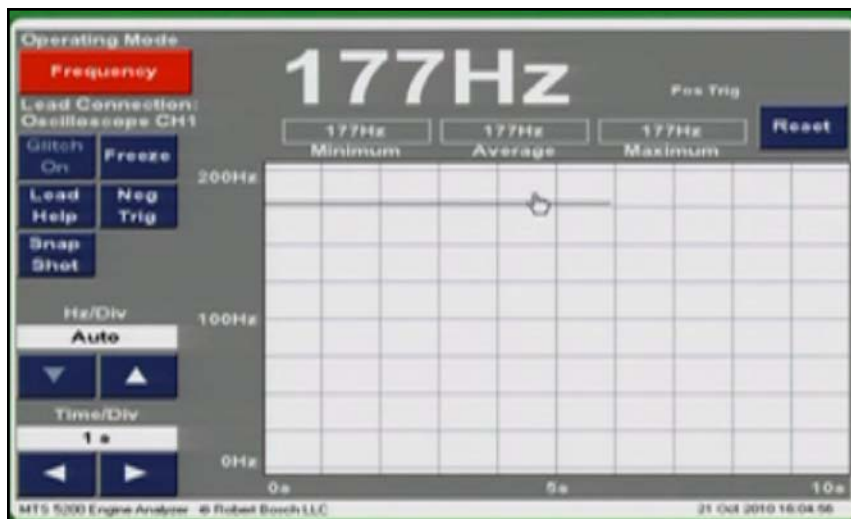 Operating Mode
Frequency
Lead Connection:
Oscilloscope CH1
Glitch On
Freeze
Lead Help
Neg Trig
Snap Shot
Hz/Div
Auto
Time/Div
1 s
177Hz
Pos Trig
177Hz
Minimum
177Hz
Average
177Hz
Maximum
Reset
200Hz
100Hz
0Hz
0s
5s
10s
MTS 5200 Engine Analyzer © Robert Bosch LLC
21 Oct 2010 16:04:56